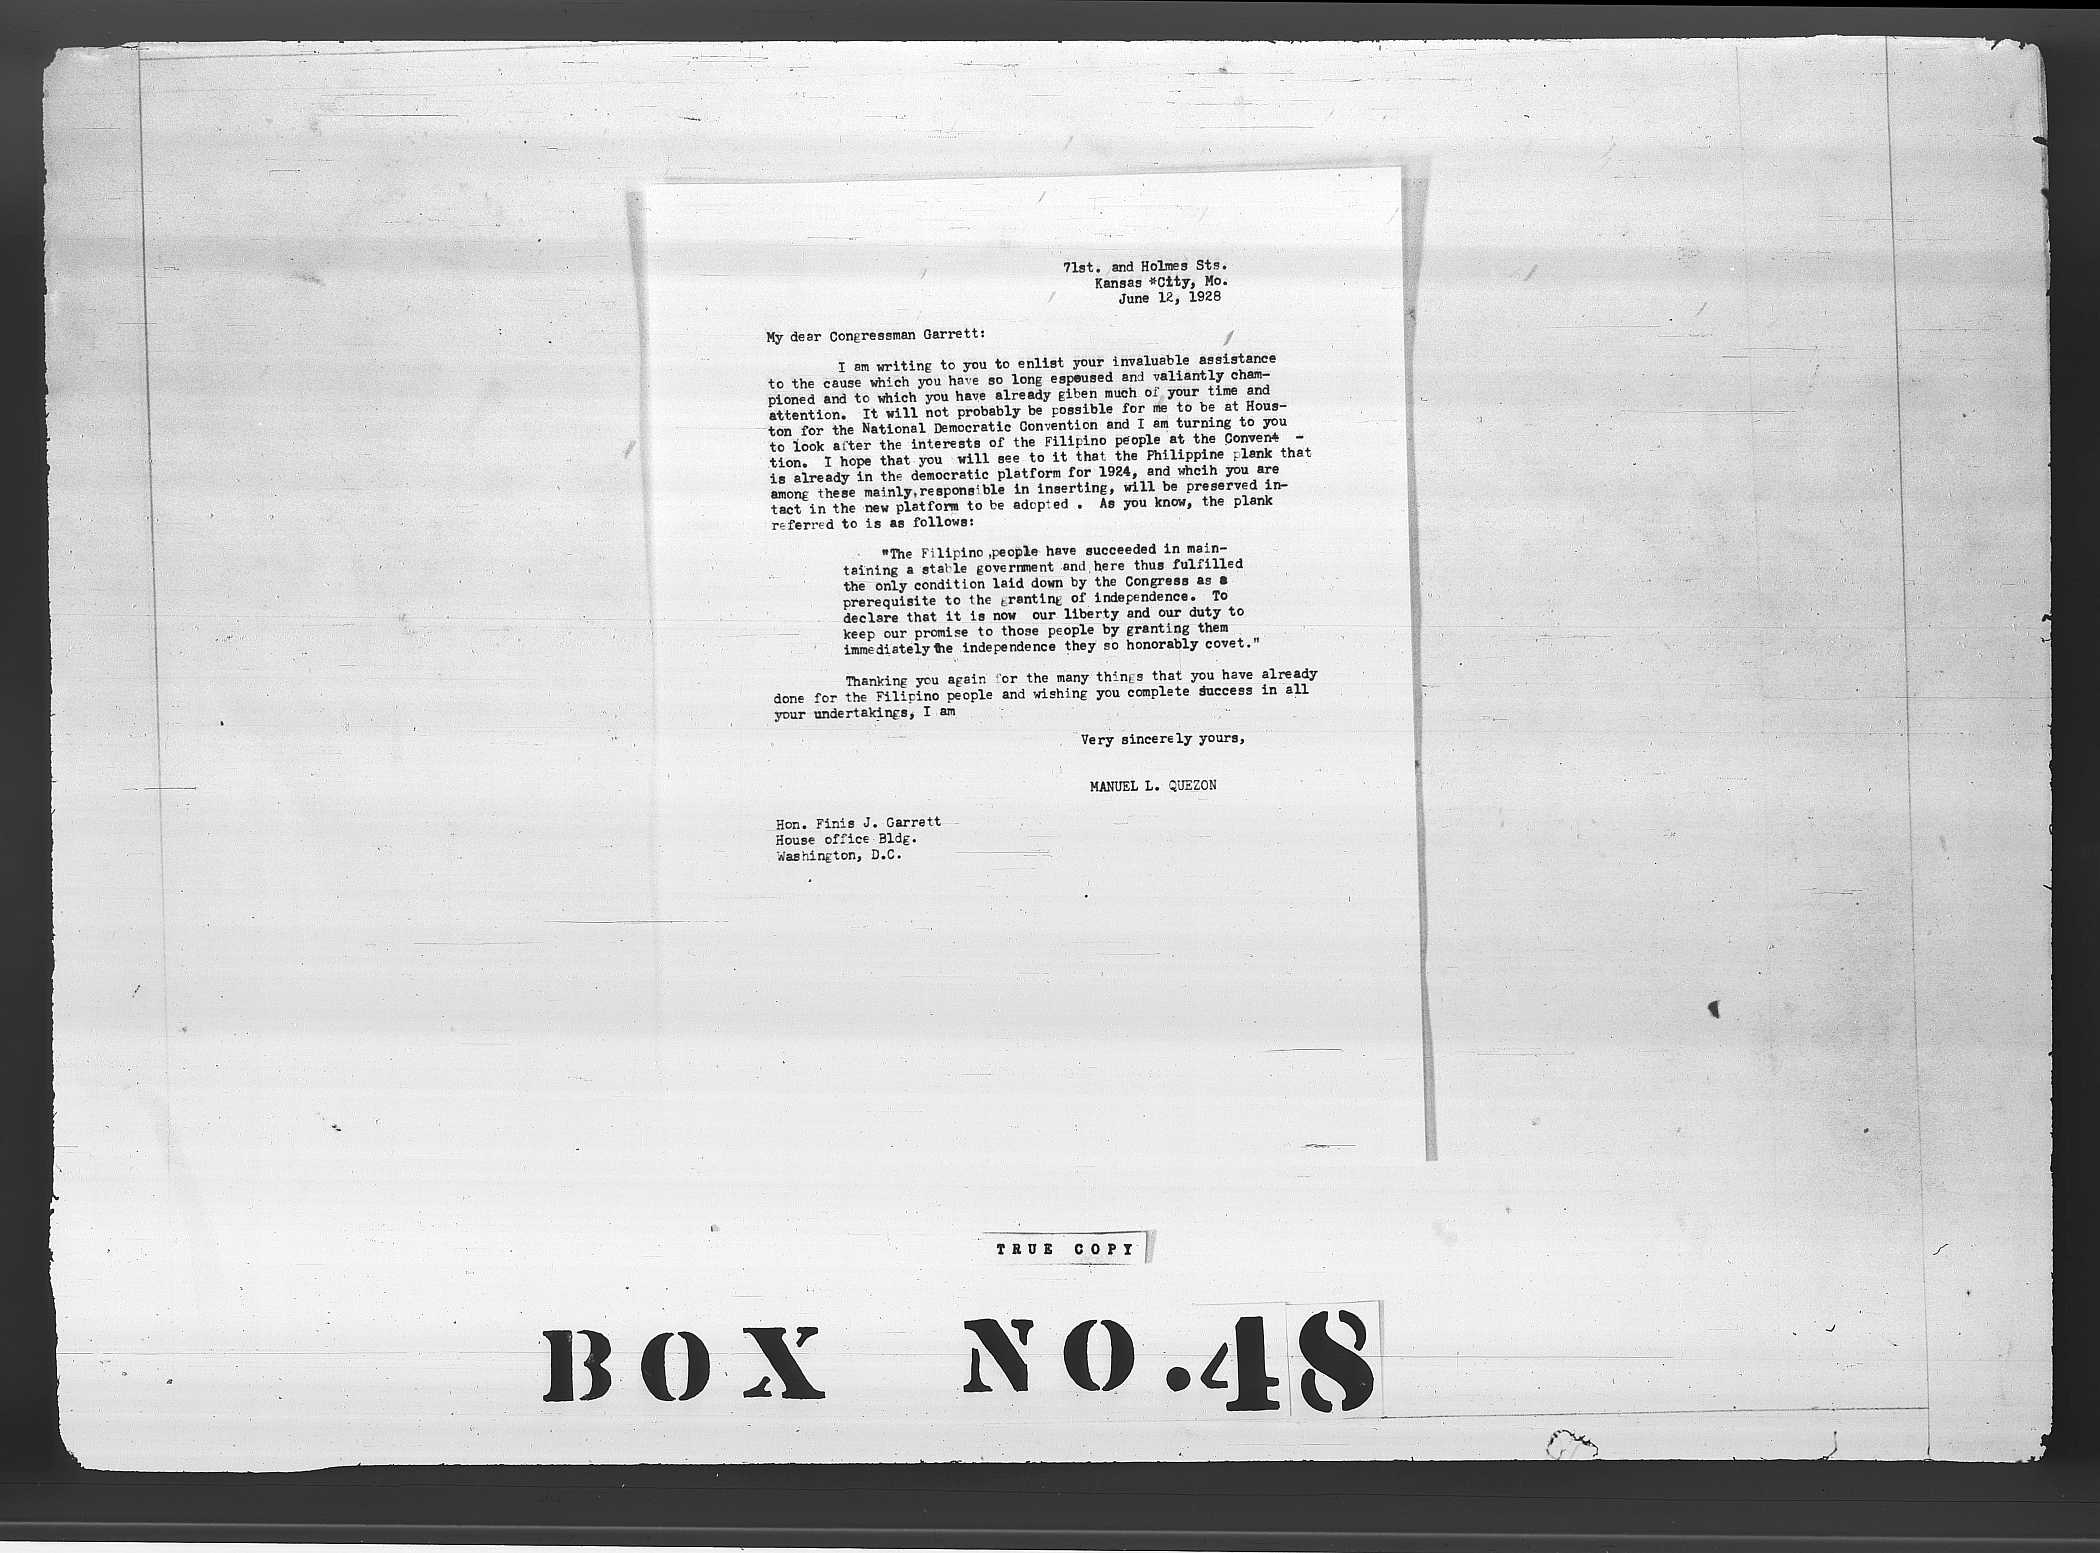 71st. and Holmes Sts.
Kansas *City, Mo.
June 12, 1928
My dear Congressman Garrett:
I am writing to you to enlist your invaluable assistance
to the cause which you have so long espoused and valiantly cham-
pioned and to which you have already giben much of your time and
attention. It will not probably be possible for me to be at Hous-
ton for the National Democratic Convention and I am turning to you
to look after the interests of the Filipino people at the Convent -
tion. I hope that you will see to it that the Philippine plank that
is already in the democratic platform for 1924, and whcih you are
among these mainly,responsible in inserting, will be preserved in-
tact in the new platform to be adopted . As you know, the plank
referred to is as follows:
"The Filipino people have succeeded in main-
taining a stable government and here thus fulfilled
the only condition laid down by the Congress as a
prerequisite to the granting of independence. To
declare that it is now our liberty and our duty to
keep our promise to those people by granting them
immediately the independence they so honorably covet."
Thanking you again for the many things that you have already
done for the Filipino people and wishing you complete success in all
your undertakings, I am
Very sincerely yours,
MANUEL L. QUEZON
Hon. Finis J. Garrett
House office Bldg.
Washington, D.C.
TRUE COPY
BOX NO.48